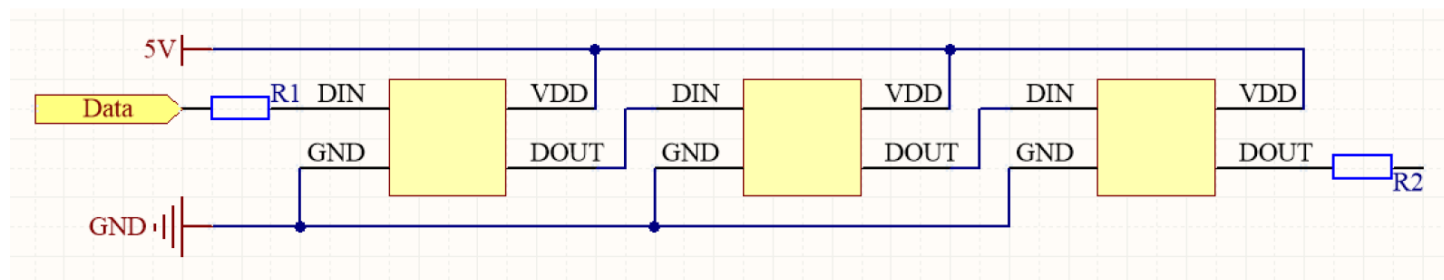 5V
Data
R1
DIN
VDD
DIN
VDD
DIN
VDD
GND
DOUT
GND
DOUT
GND
DOUT
R2
GND